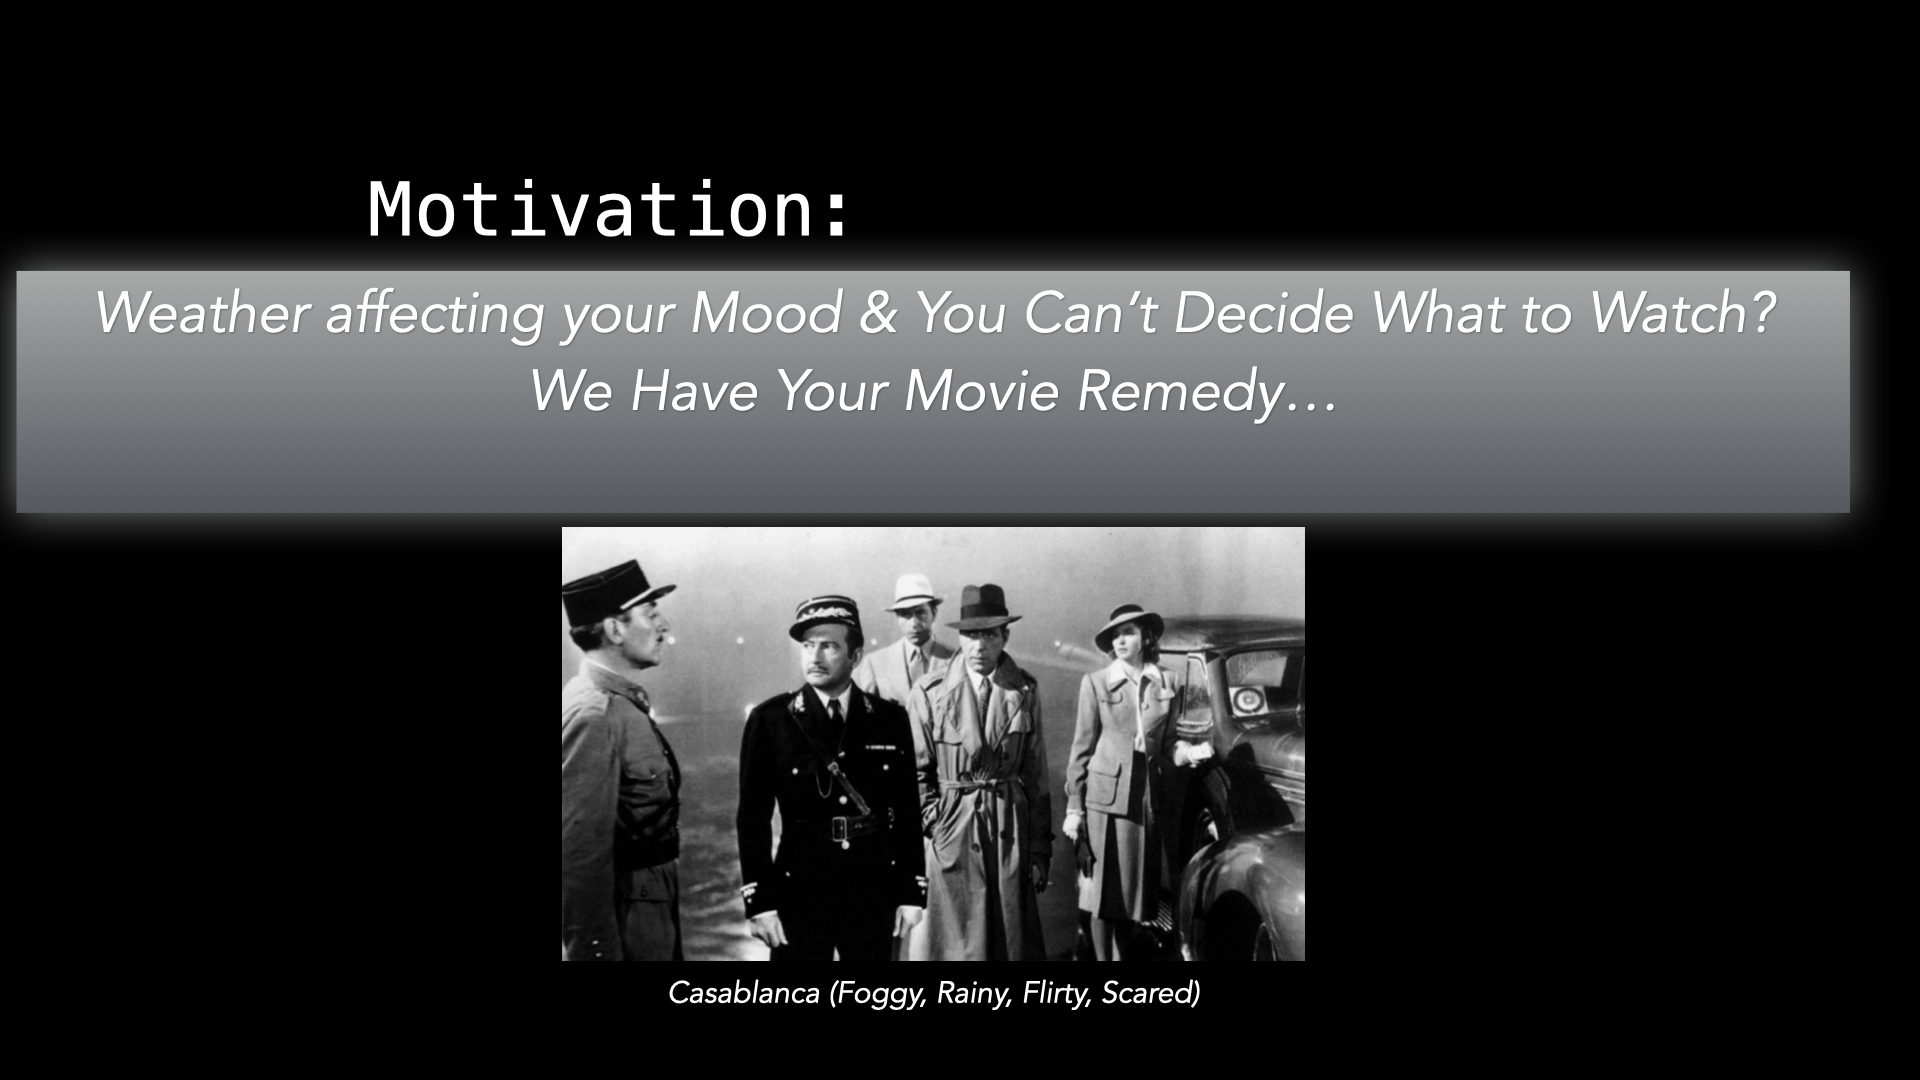 Motivation:
Weather affecting your Mood & You Can’t Decide What to Watch?
We Have Your Movie Remedy…
Casablanca (Foggy, Rainy, Flirty, Scared)